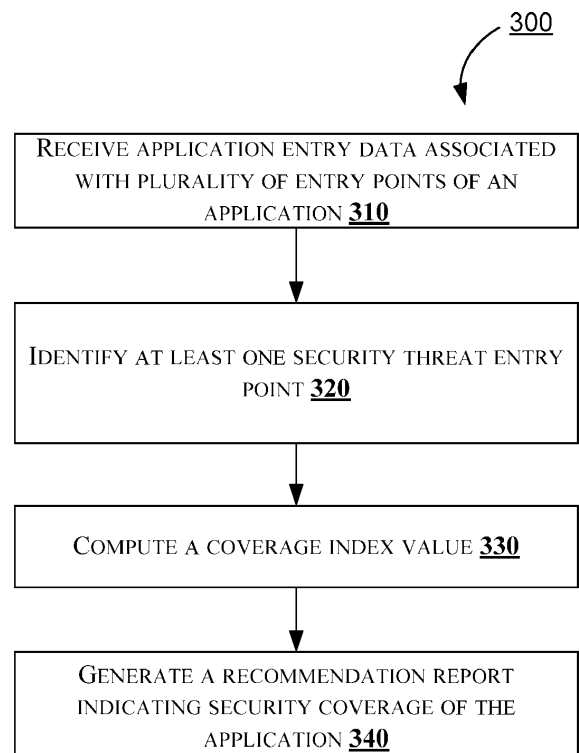 300
RECEIVE APPLICATION ENTRY DATA ASSOCIATED
WITH PLURALITY OF ENTRY POINTS OF AN
APPLICATION 310
IDENTIFY AT LEAST ONE SECURITY THREAT ENTRY
POINT 320
COMPUTE A COVERAGE INDEX VALUE 330
GENERATE A RECOMMENDATION REPORT
INDICATING SECURITY COVERAGE OF THE
APPLICATION 340